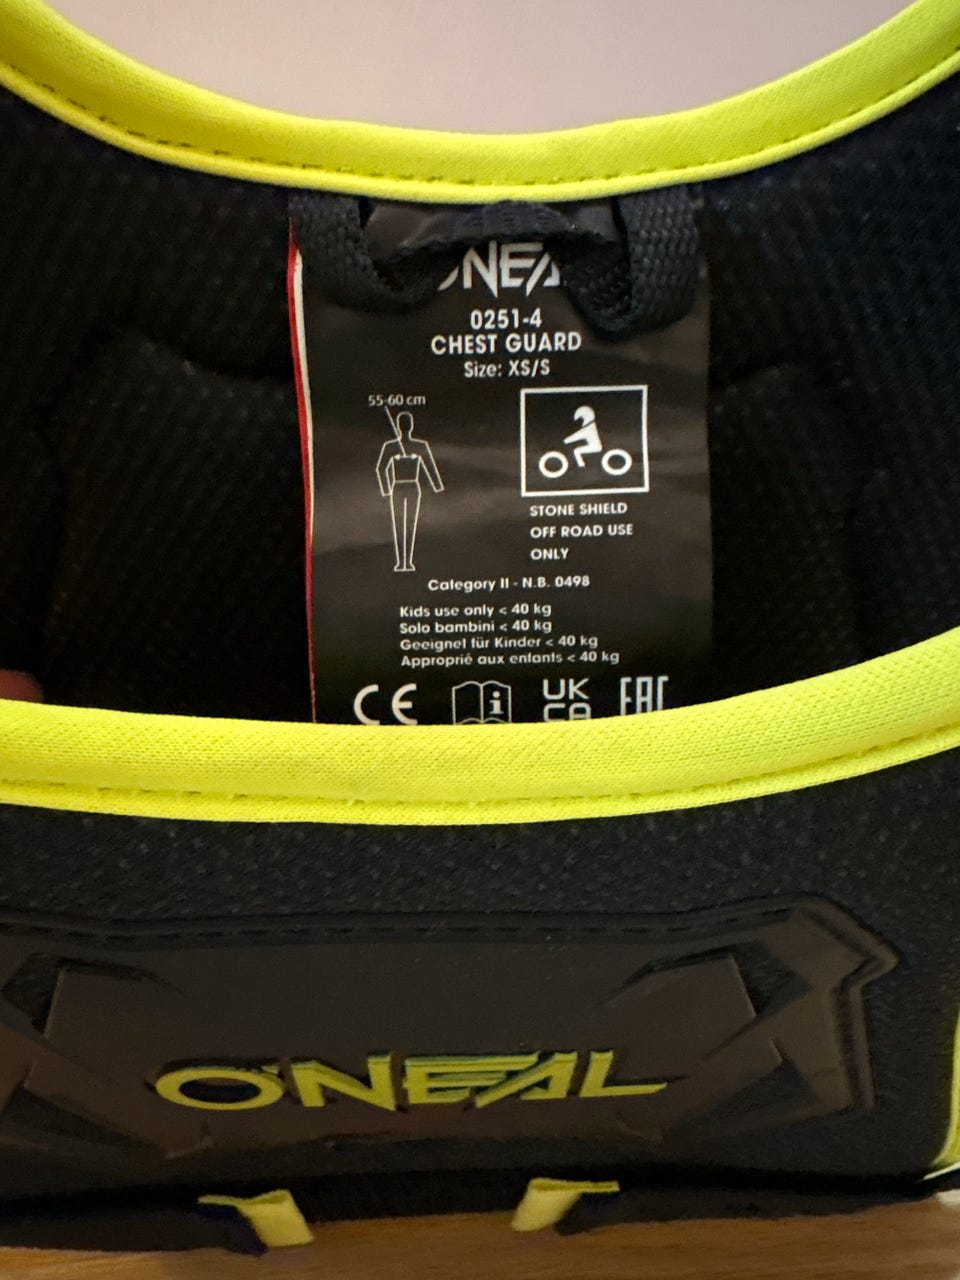 ONEAL
0251-4
CHEST GUARD
Size: XS/S
55-60 cm
STONE SHIELD
OFF ROAD USE
ONLY
Category II - N.B. 0498
Kids use only < 40 kg
Solo bambini < 40 kg
Geeignet für Kinder < 40 kg
Approprié aux enfants < 40 kg
CE i UK CA EAC
O'NEAL